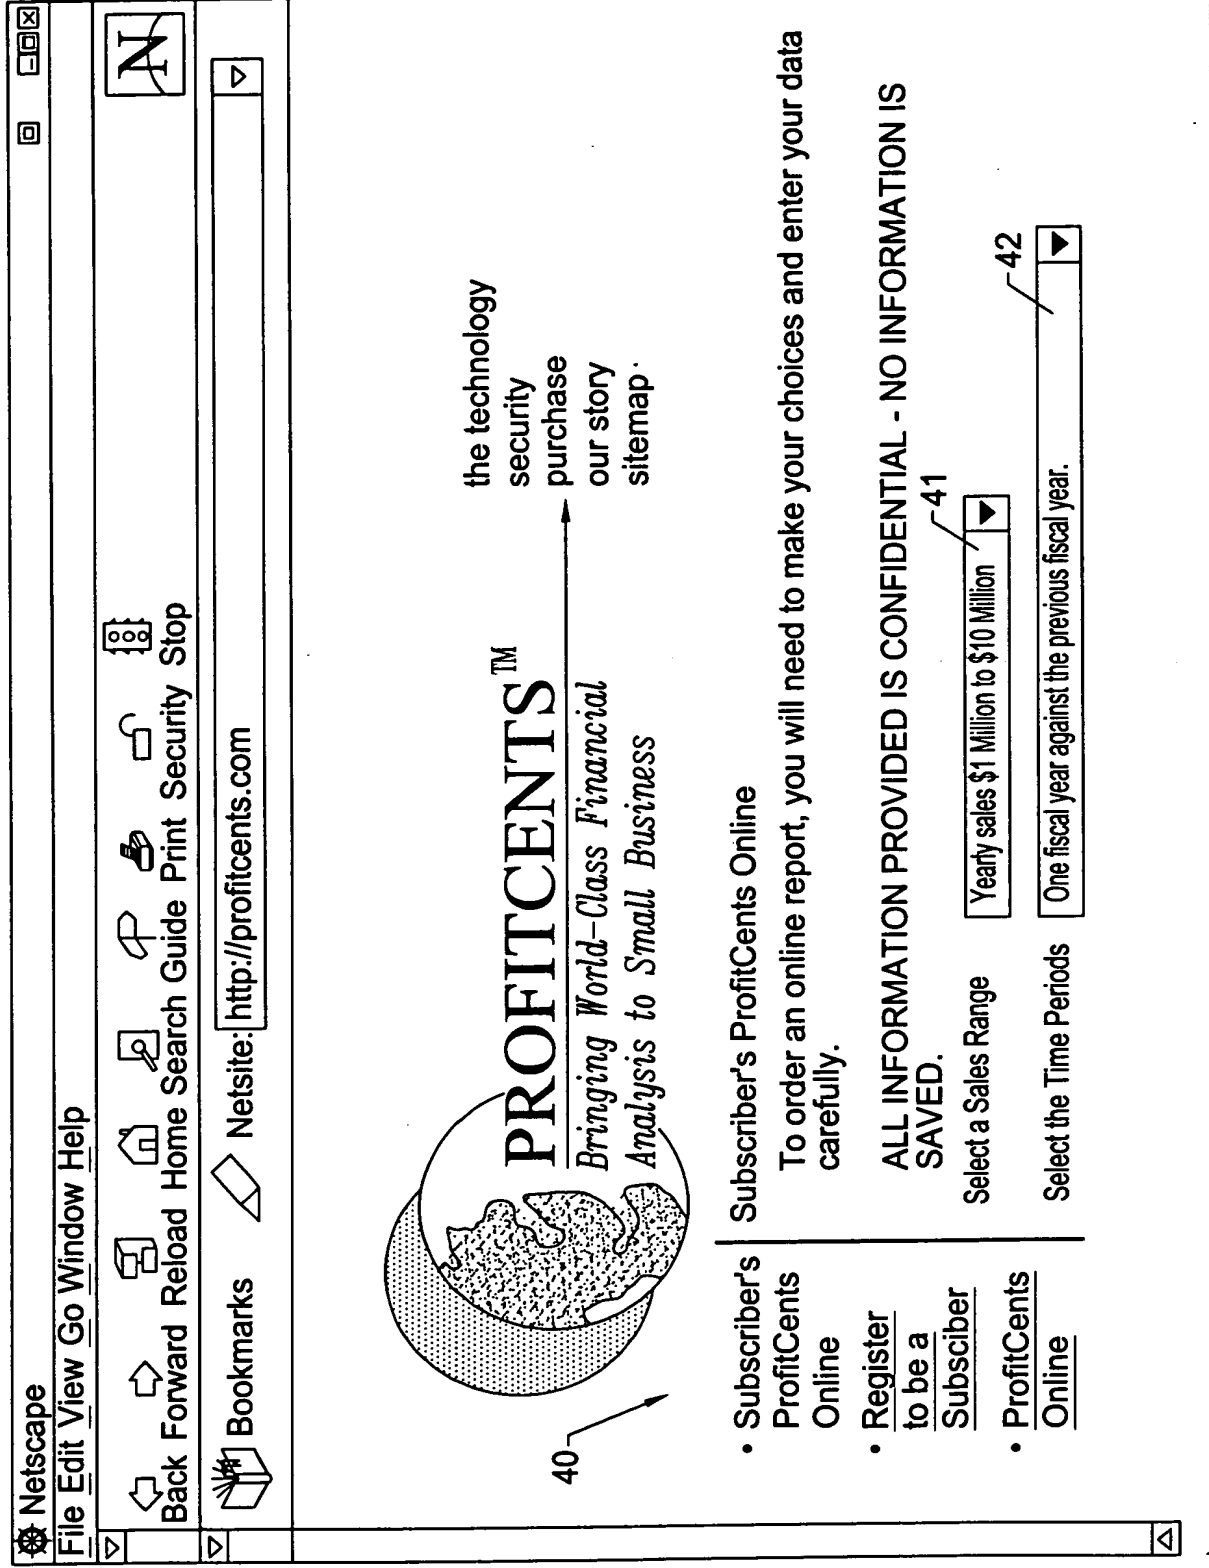 Netscape
File Edit View Go Window Help
Back Forward Reload Home Search Guide Print Security Stop
N
Bookmarks Netsite: http://profitcents.com
PROFITCENTS™
Bringing World-Class Financial
Analysis to Small Business
the technology
security
purchase
our story
sitemap
40
• Subscriber's
ProfitCents
Online
• Register
to be a
Subsciber
• ProfitCents
Online
Subscriber's ProfitCents Online
To order an online report, you will need to make your choices and enter your data
carefully.
ALL INFORMATION PROVIDED IS CONFIDENTIAL - NO INFORMATION IS
SAVED.
Select a Sales Range Yearly sales $1 Million to $10 Million 41
Select the Time Periods One fiscal year against the previous fiscal year. 42